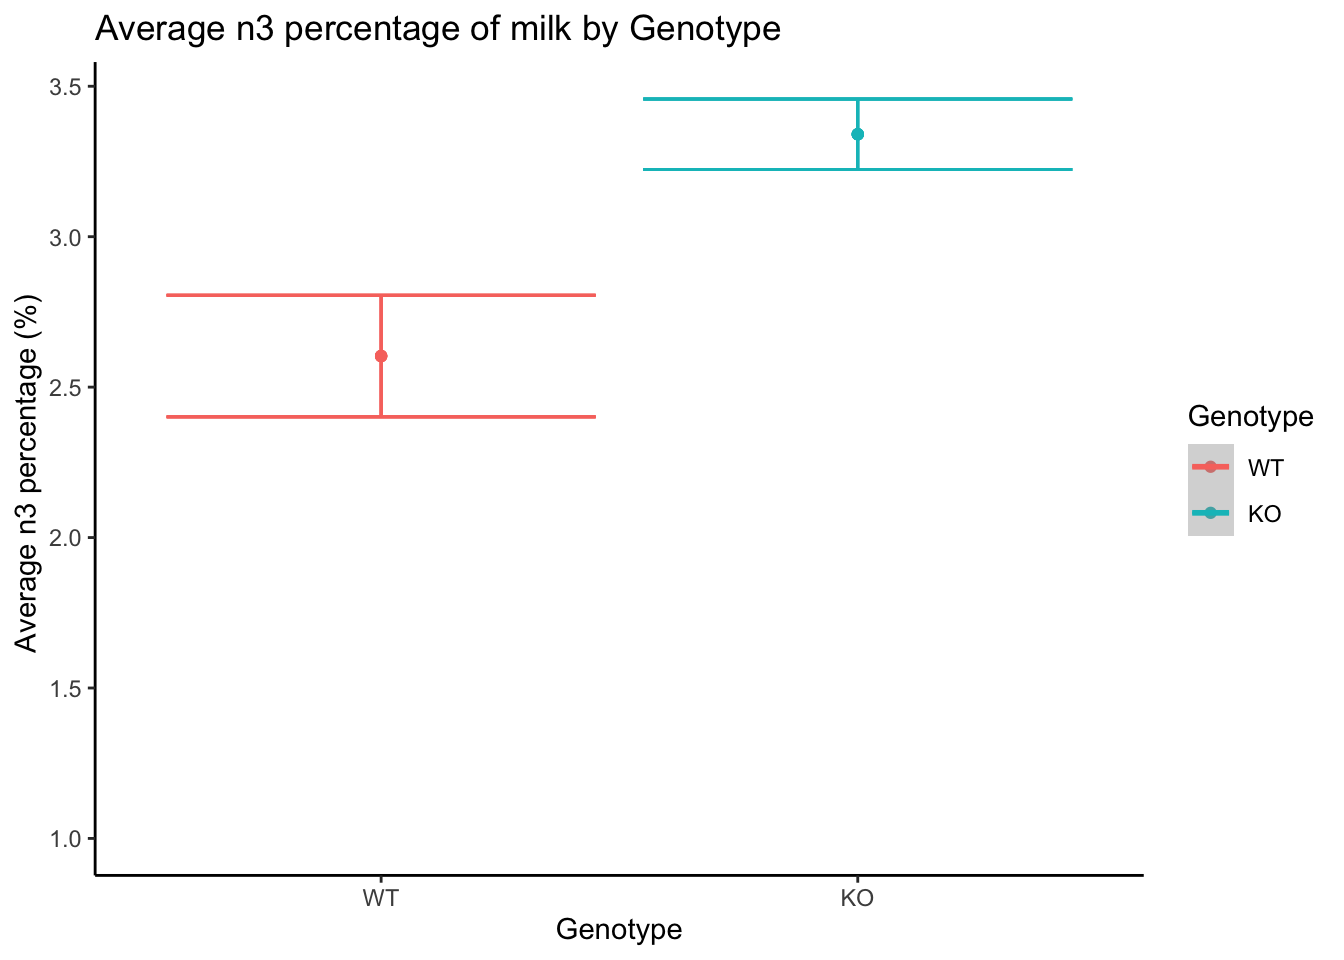 Average n3 percentage of milk by Genotype
3.5
3.0
2.5
2.0
1.5
1.0
Average n3 percentage (%)
WT
KO
Genotype
Genotype
WT
KO